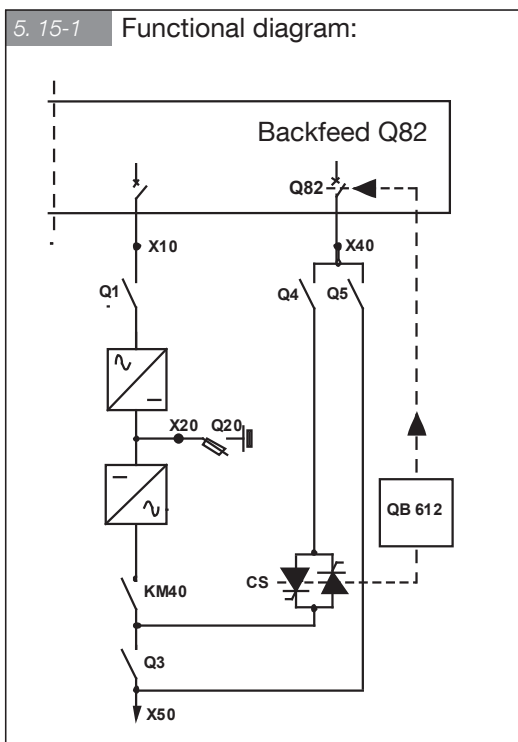 5. 15-1 Functional diagram:
Backfeed Q82
Q82
X10
X40
Q1
Q4
Q5
X20
Q20
QB 612
CS
KM40
Q3
X50